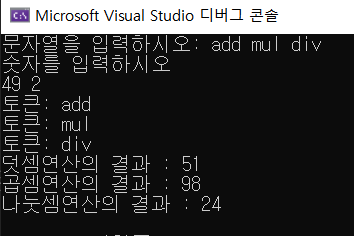 Microsoft Visual Studio 디버그 콘솔
문자열을 입력하시오: add mul div
숫자를 입력하시오
49 2
토큰: add
토큰: mul
토큰: div
덧셈연산의 결과 : 51
곱셈연산의 결과 : 98
나눗셈연산의 결과 : 24